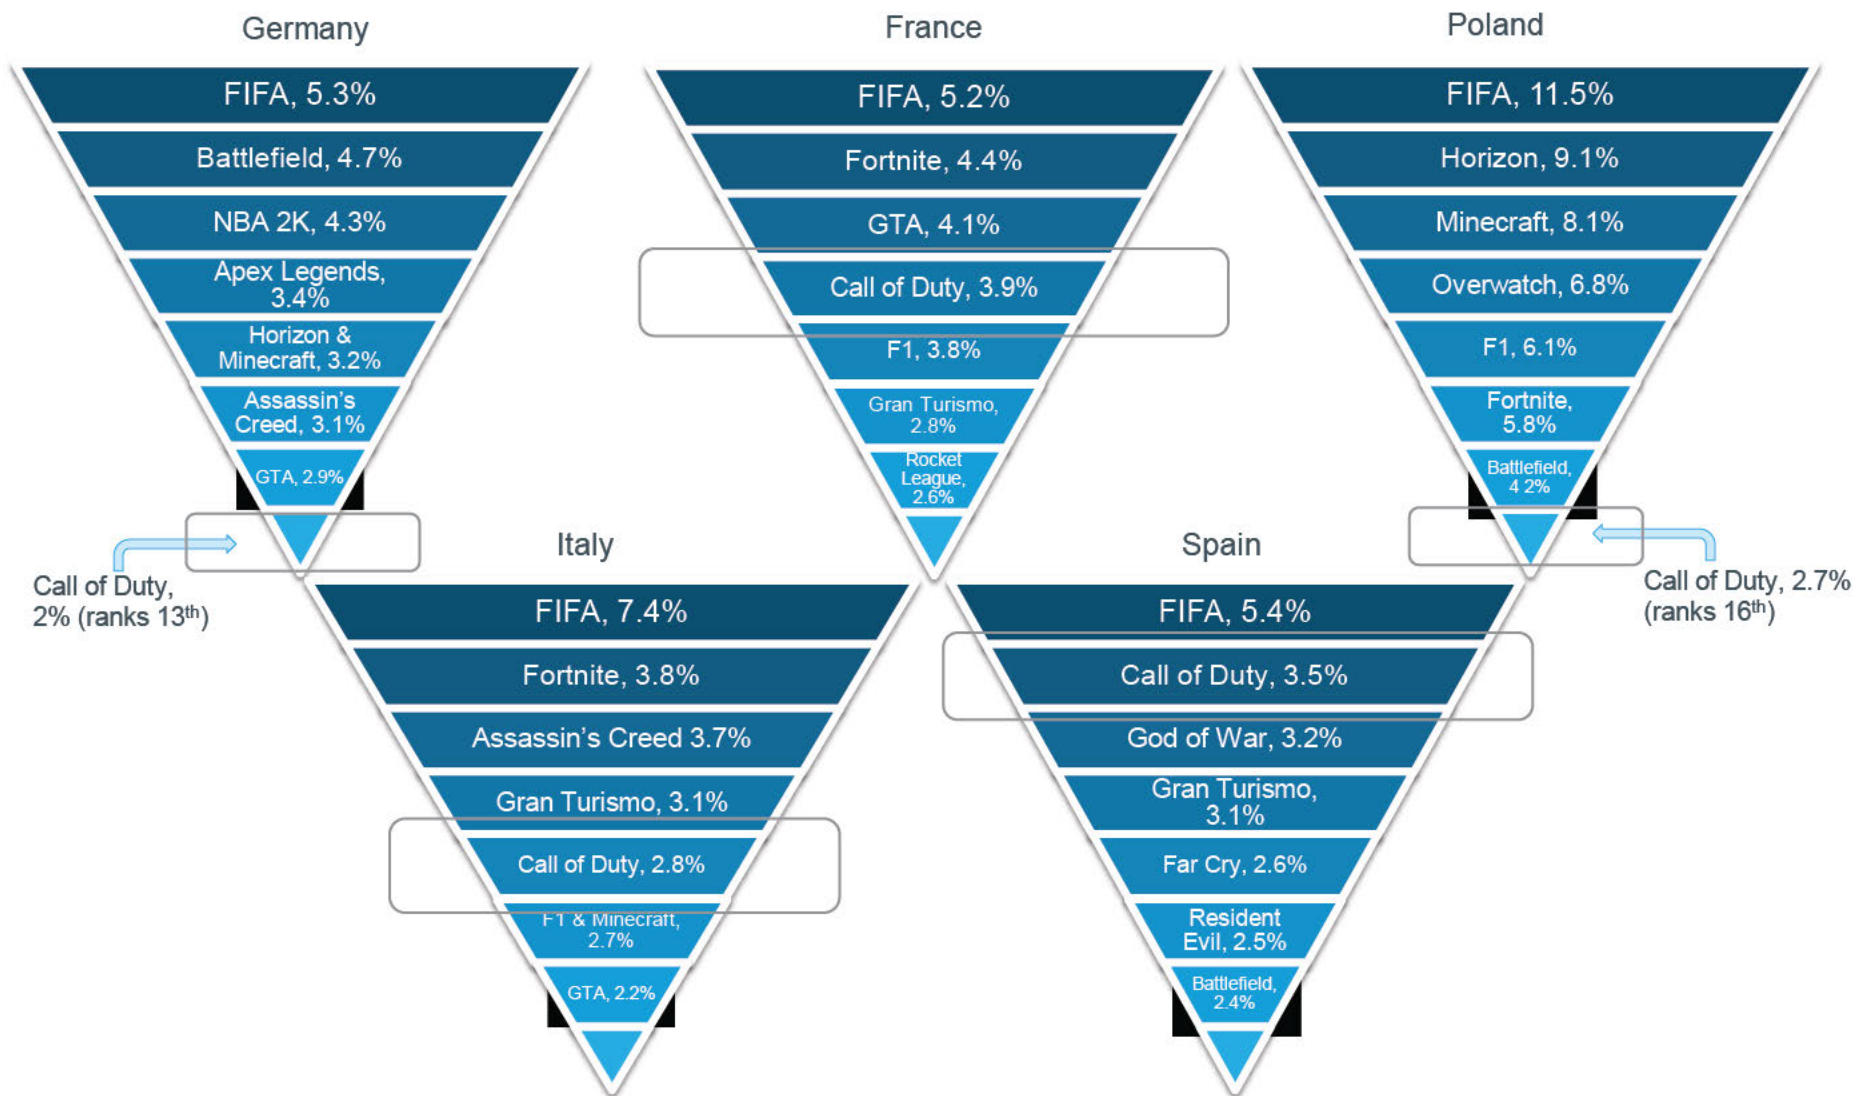 Germany
FIFA, 5.3%
Battlefield, 4.7%
NBA 2K, 4.3%
Apex Legends,
3.4%
Horizon &
Minecraft, 3.2%
Assassin's
Creed, 3.1%
GTA, 2.9%
Call of Duty,
2% (ranks 13th)
France
FIFA, 5.2%
Fortnite, 4.4%
GTA, 4.1%
Call of Duty, 3.9%
F1, 3.8%
Gran Turismo,
2.8%
Rocket
League,
2.6%
Poland
FIFA, 11.5%
Horizon, 9.1%
Minecraft, 8.1%
Overwatch, 6.8%
F1, 6.1%
Fortnite,
5.8%
Battlefield,
4 2%
Call of Duty, 2.7%
(ranks 16th)
Italy
FIFA, 7.4%
Fortnite, 3.8%
Assassin's Creed 3.7%
Gran Turismo, 3.1%
Call of Duty, 2.8%
F1 & Minecraft,
2.7%
GTA, 2.2%
Spain
FIFA, 5.4%
Call of Duty, 3.5%
God of War, 3.2%
Gran Turismo,
3.1%
Far Cry, 2.6%
Resident
Evil, 2.5%
Battlefield,
2.4%